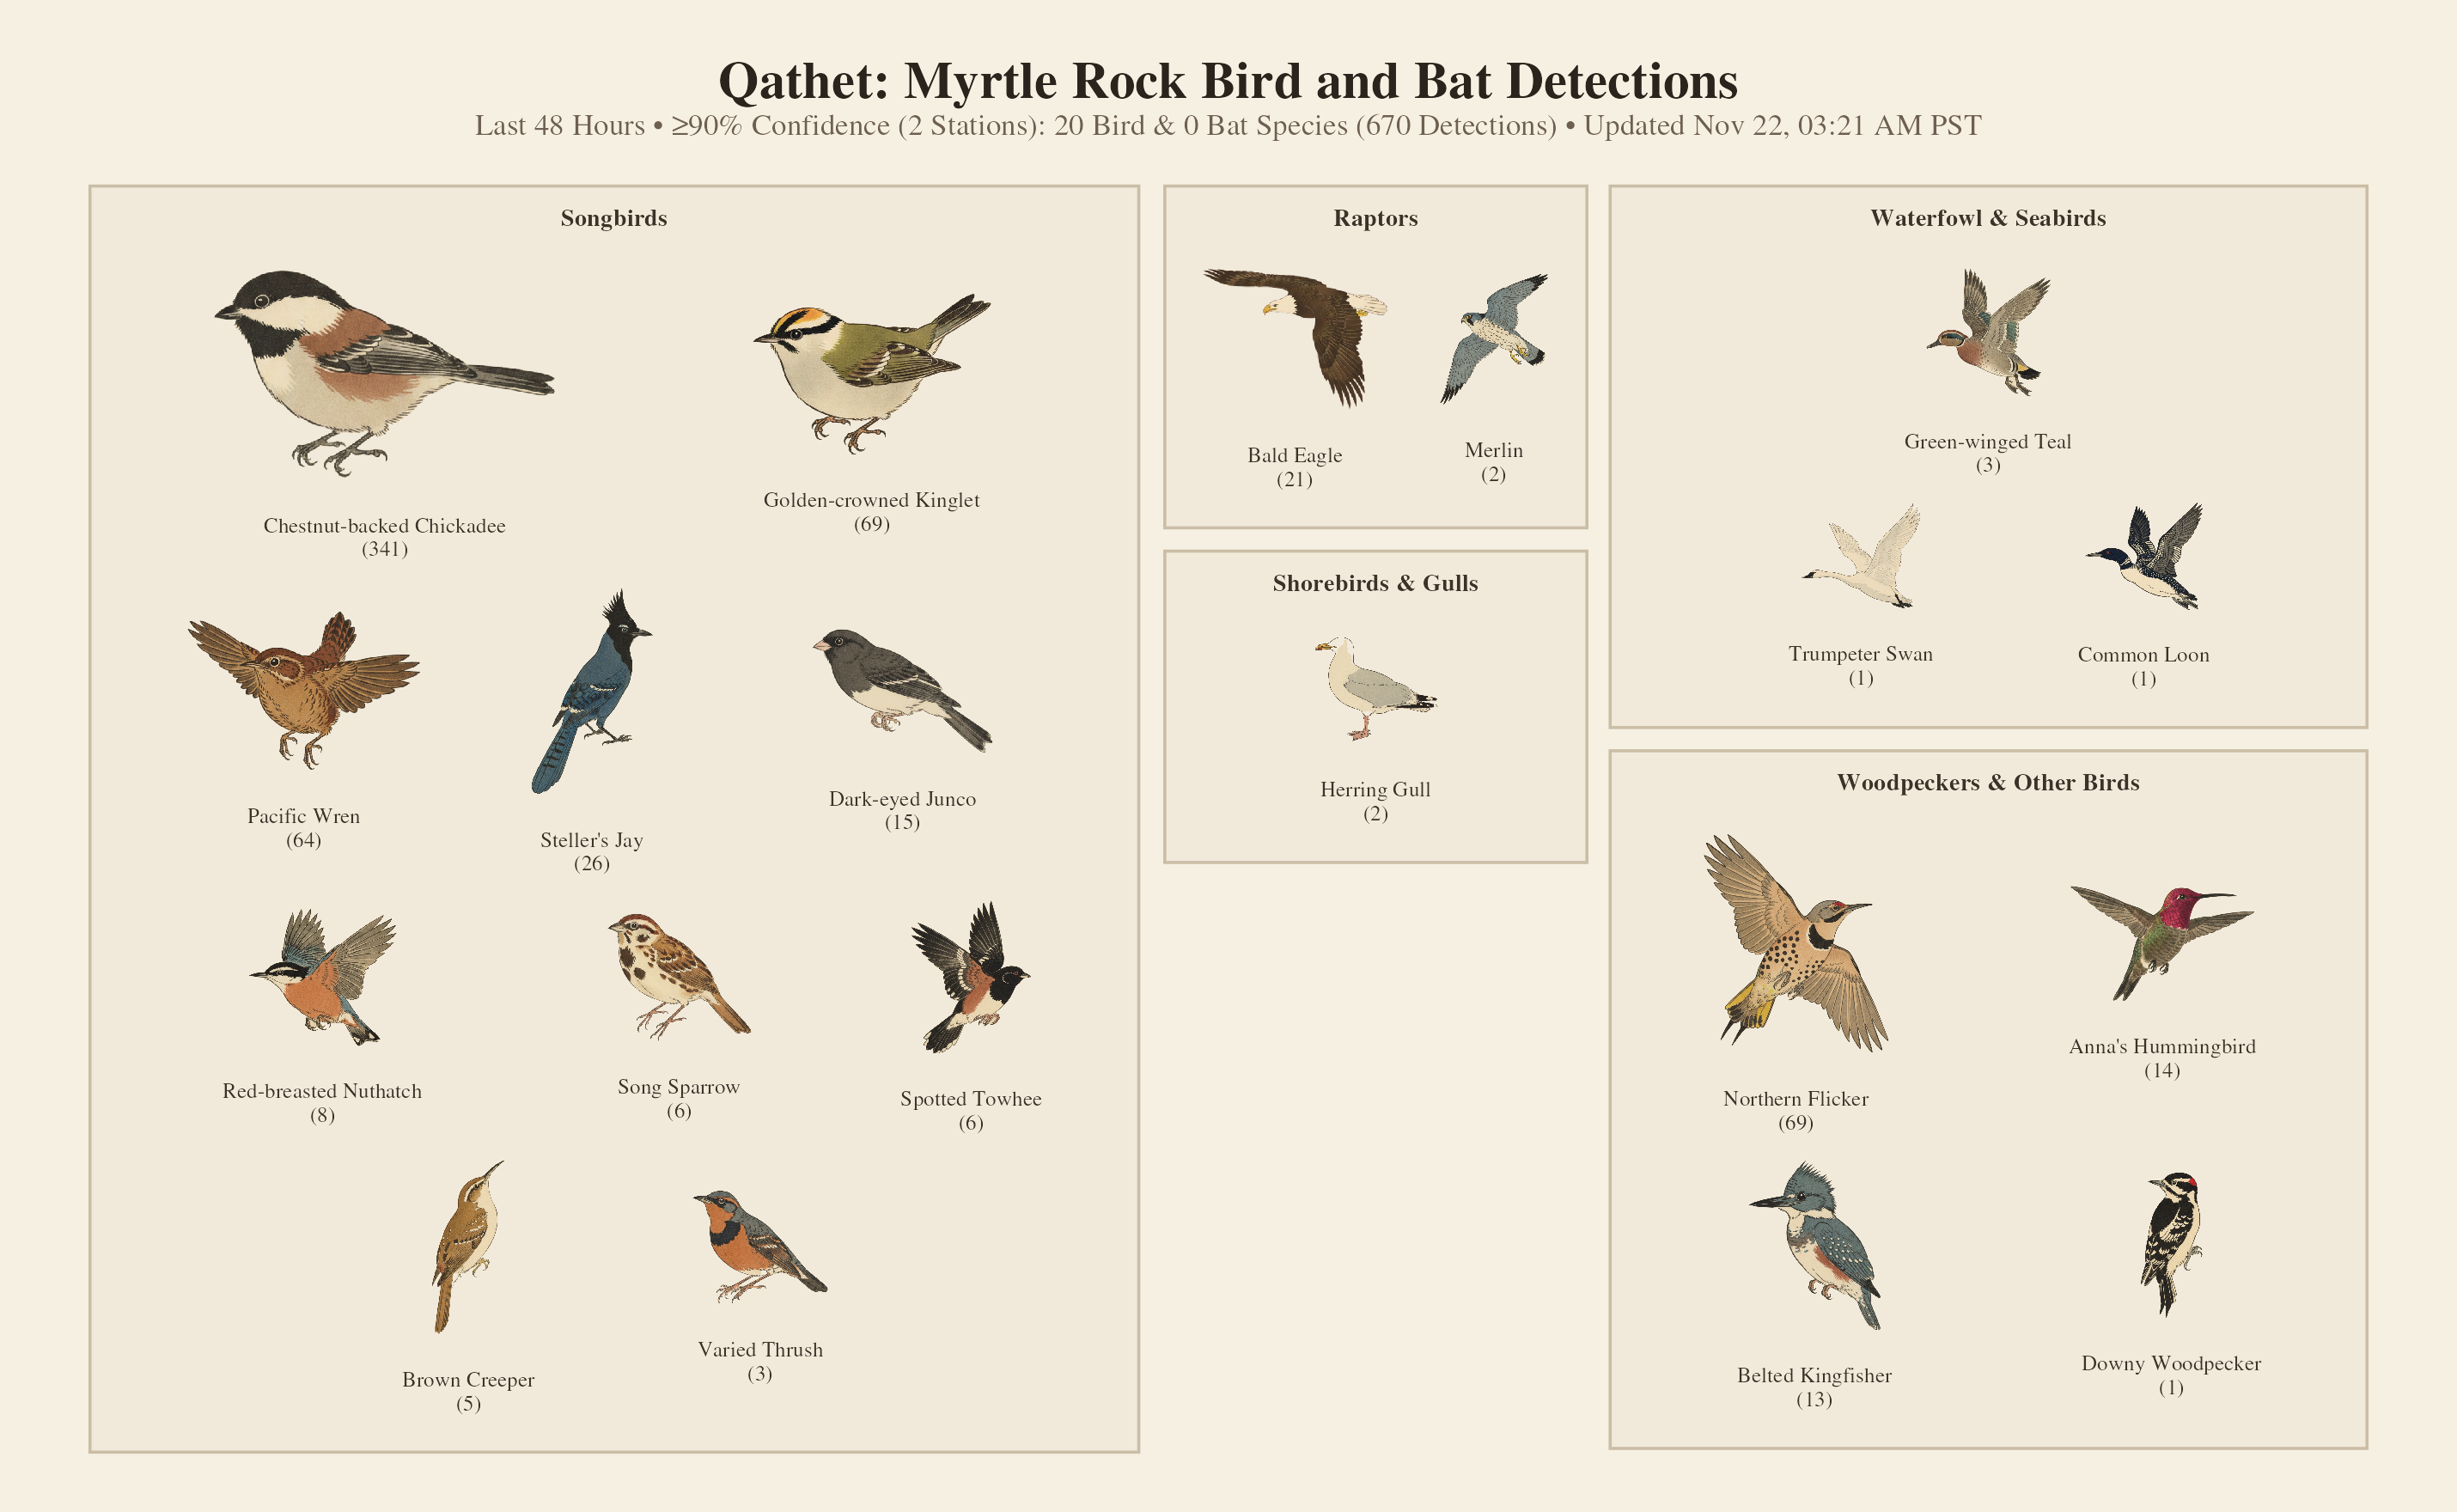 Qathet: Myrtle Rock Bird and Bat Detections
Last 48 Hours • ≥90% Confidence (2 Stations): 20 Bird & 0 Bat Species (670 Detections) • Updated Nov 22, 03:21 AM PST
Songbirds
Chestnut-backed Chickadee
(341)
Golden-crowned Kinglet
(69)
Pacific Wren
(64)
Steller's Jay
(26)
Dark-eyed Junco
(15)
Red-breasted Nuthatch
(8)
Song Sparrow
(6)
Spotted Towhee
(6)
Brown Creeper
(5)
Varied Thrush
(3)
Raptors
Bald Eagle
(21)
Merlin
(2)
Shorebirds & Gulls
Herring Gull
(2)
Waterfowl & Seabirds
Green-winged Teal
(3)
Trumpeter Swan
(1)
Common Loon
(1)
Woodpeckers & Other Birds
Northern Flicker
(69)
Anna's Hummingbird
(14)
Belted Kingfisher
(13)
Downy Woodpecker
(1)